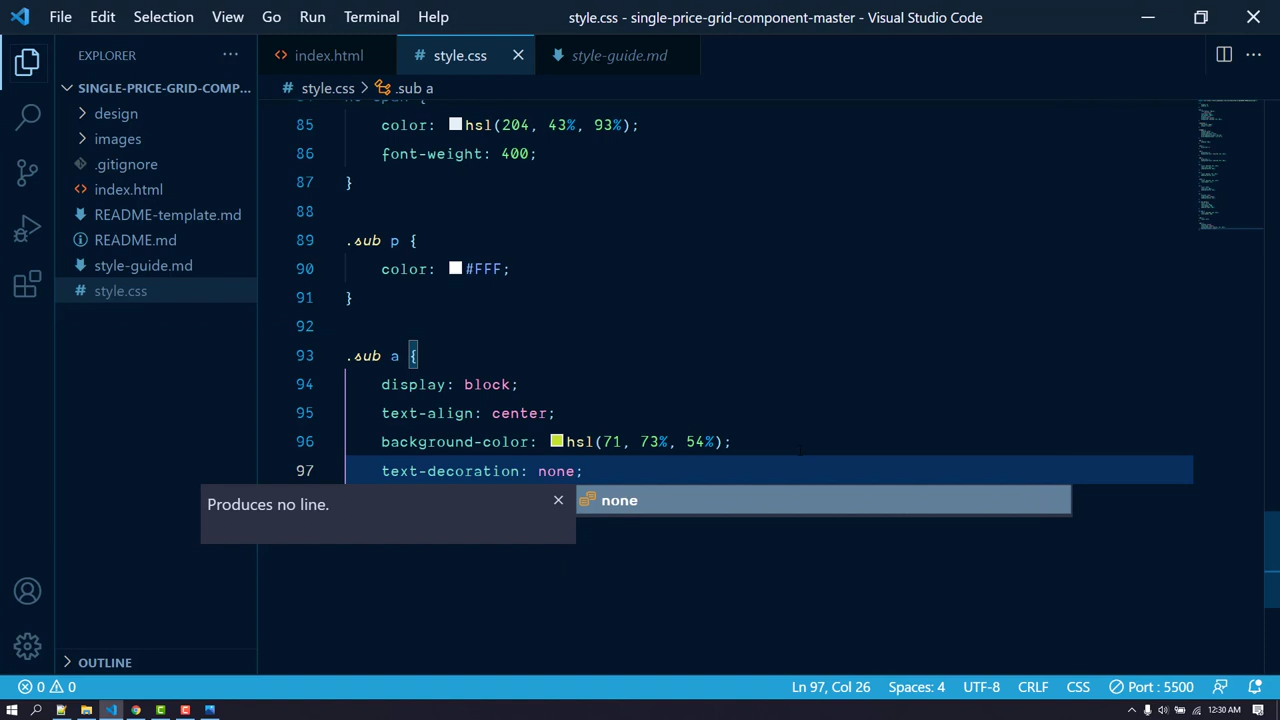 File Edit Selection View Go Run Terminal Help
style.css - single-price-grid-component-master - Visual Studio Code
EXPLORER
SINGLE-PRICE-GRID-COMP...
design
images
.gitignore
index.html
README-template.md
README.md
style-guide.md
style.css
OUTLINE
index.html
style.css
style-guide.md
style.css > .sub a
85 color: hsl(204, 43%, 93%);
86 font-weight: 400;
87 }
88
89 .sub p {
90 color: #FFF;
91 }
92
93 .sub a {
94 display: block;
95 text-align: center;
96 background-color: hsl(71, 73%, 54%);
97 text-decoration: none;
Produces no line.
none
0 0
Ln 97, Col 26
Spaces: 4
UTF-8
CRLF
CSS
Port : 5500
12:30 AM